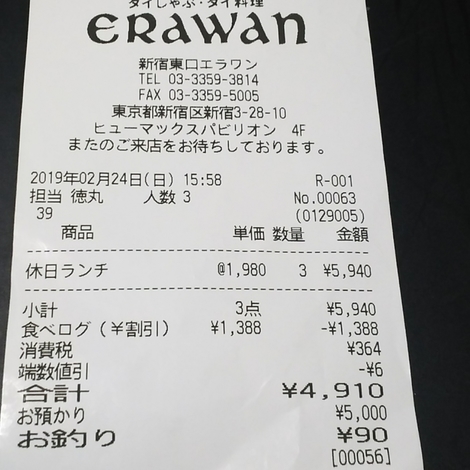 タイしゃぶ・タイ料理
ERAWAN
新宿東口エラワン
TEL 03-3359-3814
FAX 03-3359-5005
東京都新宿区新宿3-28-10
ヒューマックスパビリオン 4F
またのご来店をお待ちしております。
2019年02月24日(日) 15:58 R-001
担当 徳丸 人数 3 No.00063
39 (0129005)
商品 単価 数量 金額
休日ランチ @1,980 3 ¥5,940
小計 3点 ¥5,940
食べログ(¥割引) ¥1,388 -¥1,388
消費税 ¥364
端数値引 -¥6
合計 ¥4,910
お預かり ¥5,000
お釣り ¥90
[00056]